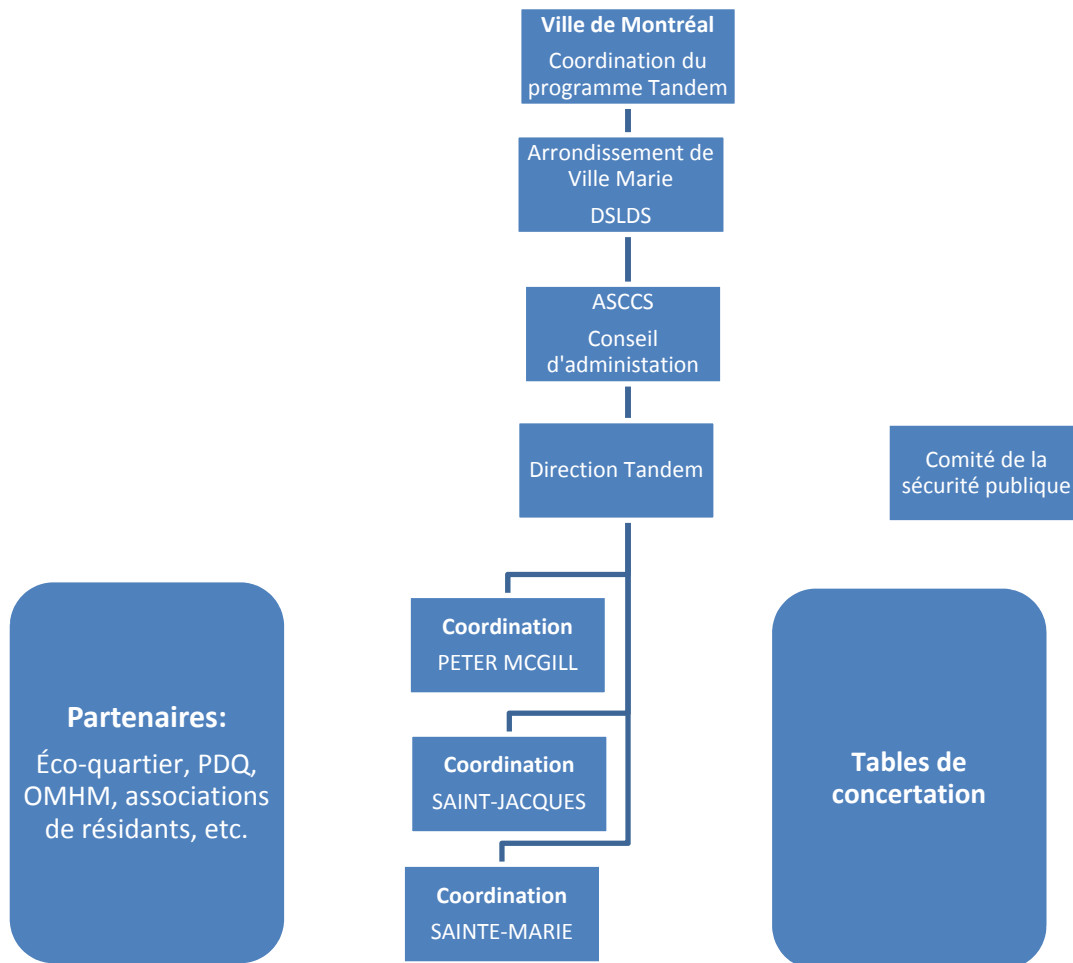 Ville de Montréal
Coordination du
programme Tandem
Arrondissement de
Ville Marie
DSLDS
ASCCS
Conseil
d'administation
Direction Tandem
Comité de la
sécurité publique
Coordination
PETER MCGILL
Coordination
SAINT-JACQUES
Coordination
SAINTE-MARIE
Partenaires:
Éco-quartier, PDQ,
OMHM, associations
de résidants, etc.
Tables de
concertation